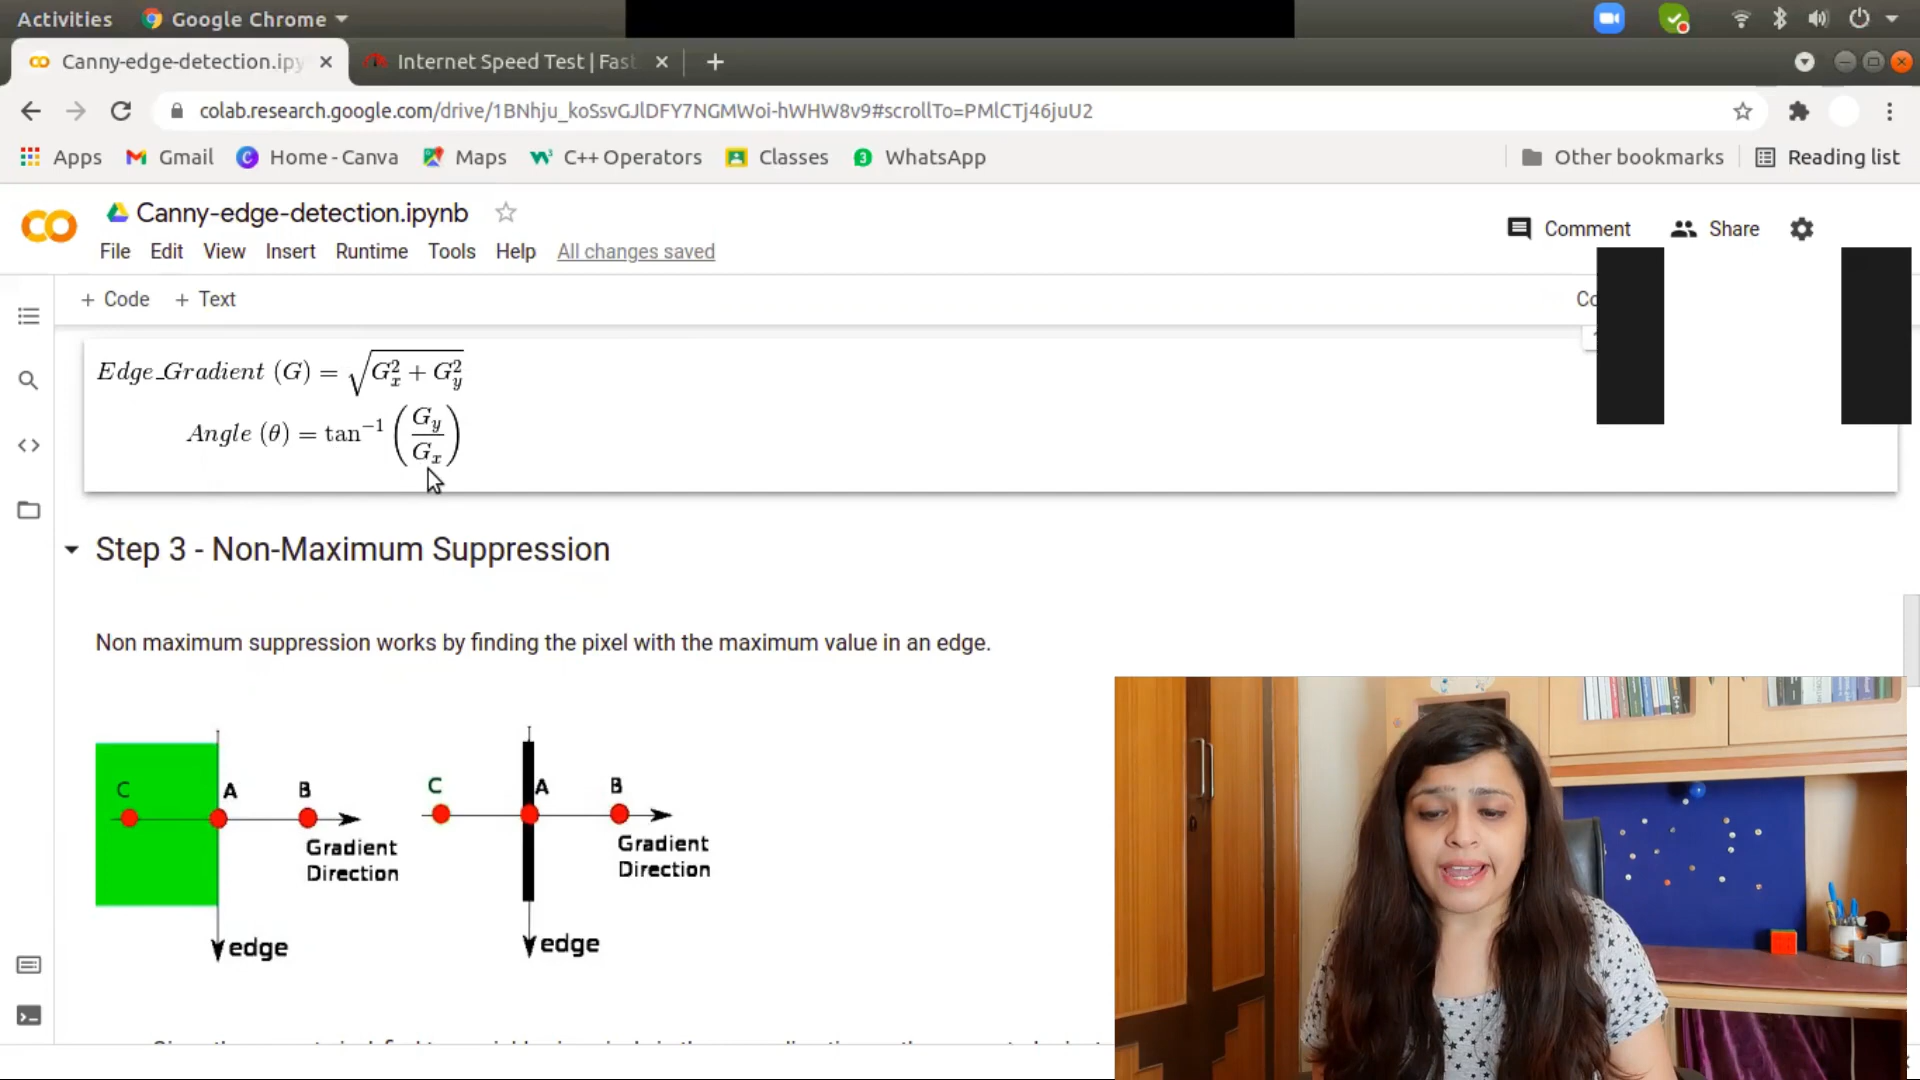 Activities
Google Chrome
Canny-edge-detection.ipy
Internet Speed Test | Fast
colab.research.google.com/drive/1BNhju_koSsvGJlDFY7NGMWoi-hWHW8v9#scrollTo=PMlCTj46juU2
Apps
Gmail
Home - Canva
Maps
C++ Operators
Classes
3
WhatsApp
Other bookmarks
Reading list
Canny-edge-detection.ipynb
File Edit View Insert Runtime Tools Help All changes saved
Comment
Share
+ Code + Text
Edge_Gradient (G) = √(G_x^2 + G_y^2)
Angle (θ) = tan^{-1} (G_y / G_x)
Step 3 - Non-Maximum Suppression
Non maximum suppression works by finding the pixel with the maximum value in an edge.
C A B
Gradient
Direction
edge
C A B
Gradient
Direction
edge